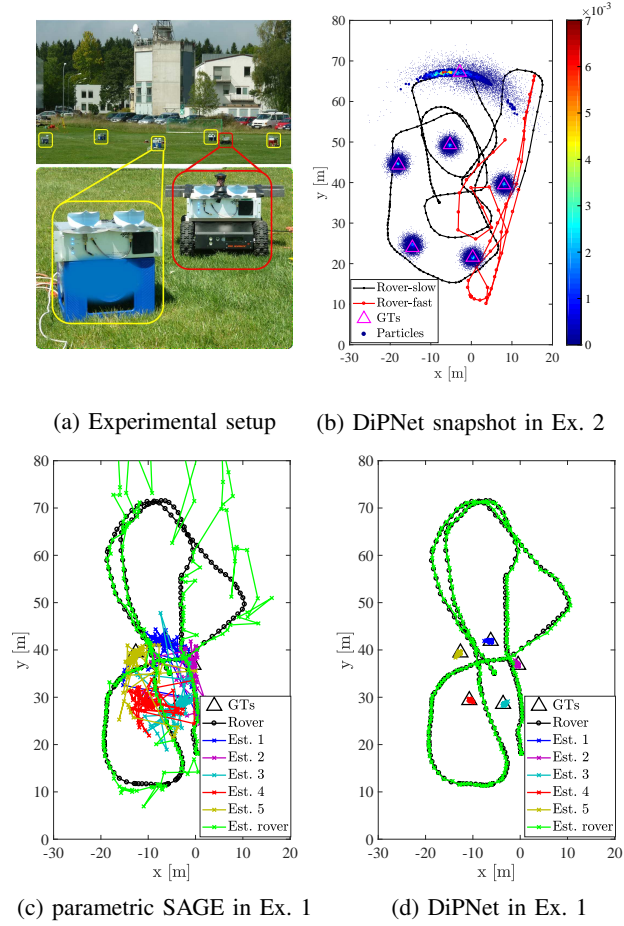 ×10⁻³
80
70
60
50
40
30
20
10
0
y [m]
-30
-20
-10
0
10
20
x [m]
Rover-slow
Rover-fast
GTs
Particles
7
6
5
4
3
2
1
0
(a) Experimental setup
(b) DiPNet snapshot in Ex. 2
80
70
60
50
40
30
20
10
0
y [m]
-30
-20
-10
0
10
20
x [m]
GTs
Rover
Est. 1
Est. 2
Est. 3
Est. 4
Est. 5
Est. rover
80
70
60
50
40
30
20
10
0
y [m]
-30
-20
-10
0
10
20
x [m]
GTs
Rover
Est. 1
Est. 2
Est. 3
Est. 4
Est. 5
Est. rover
(c) parametric SAGE in Ex. 1
(d) DiPNet in Ex. 1